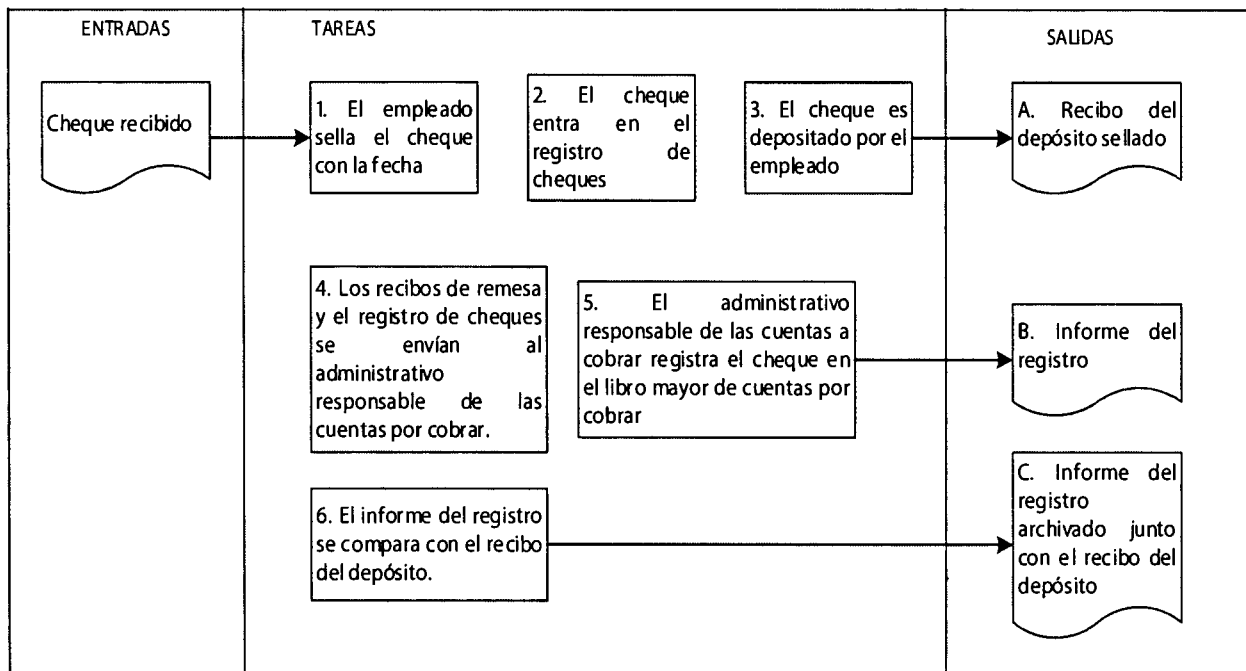 ENTRADAS
TAREAS
SALIDAS
Cheque recibido
1. El empleado
sella el cheque
con la fecha
2. El cheque
entra en el
registro de
cheques
3. El cheque es
depositado por el
empleado
A. Recibo del
depósito sellado
4. Los recibos de remesa
y el registro de cheques
se envían al
administrativo
responsable de las
cuentas por cobrar.
5. El administrativo
responsable de las cuentas a
cobrar registra el cheque en
el libro mayor de cuentas por
cobrar
B. Informe del
registro
6. El informe del registro
se compara con el recibo
del depósito.
C. Informe del
registro
archivado junto
con el recibo del
depósito